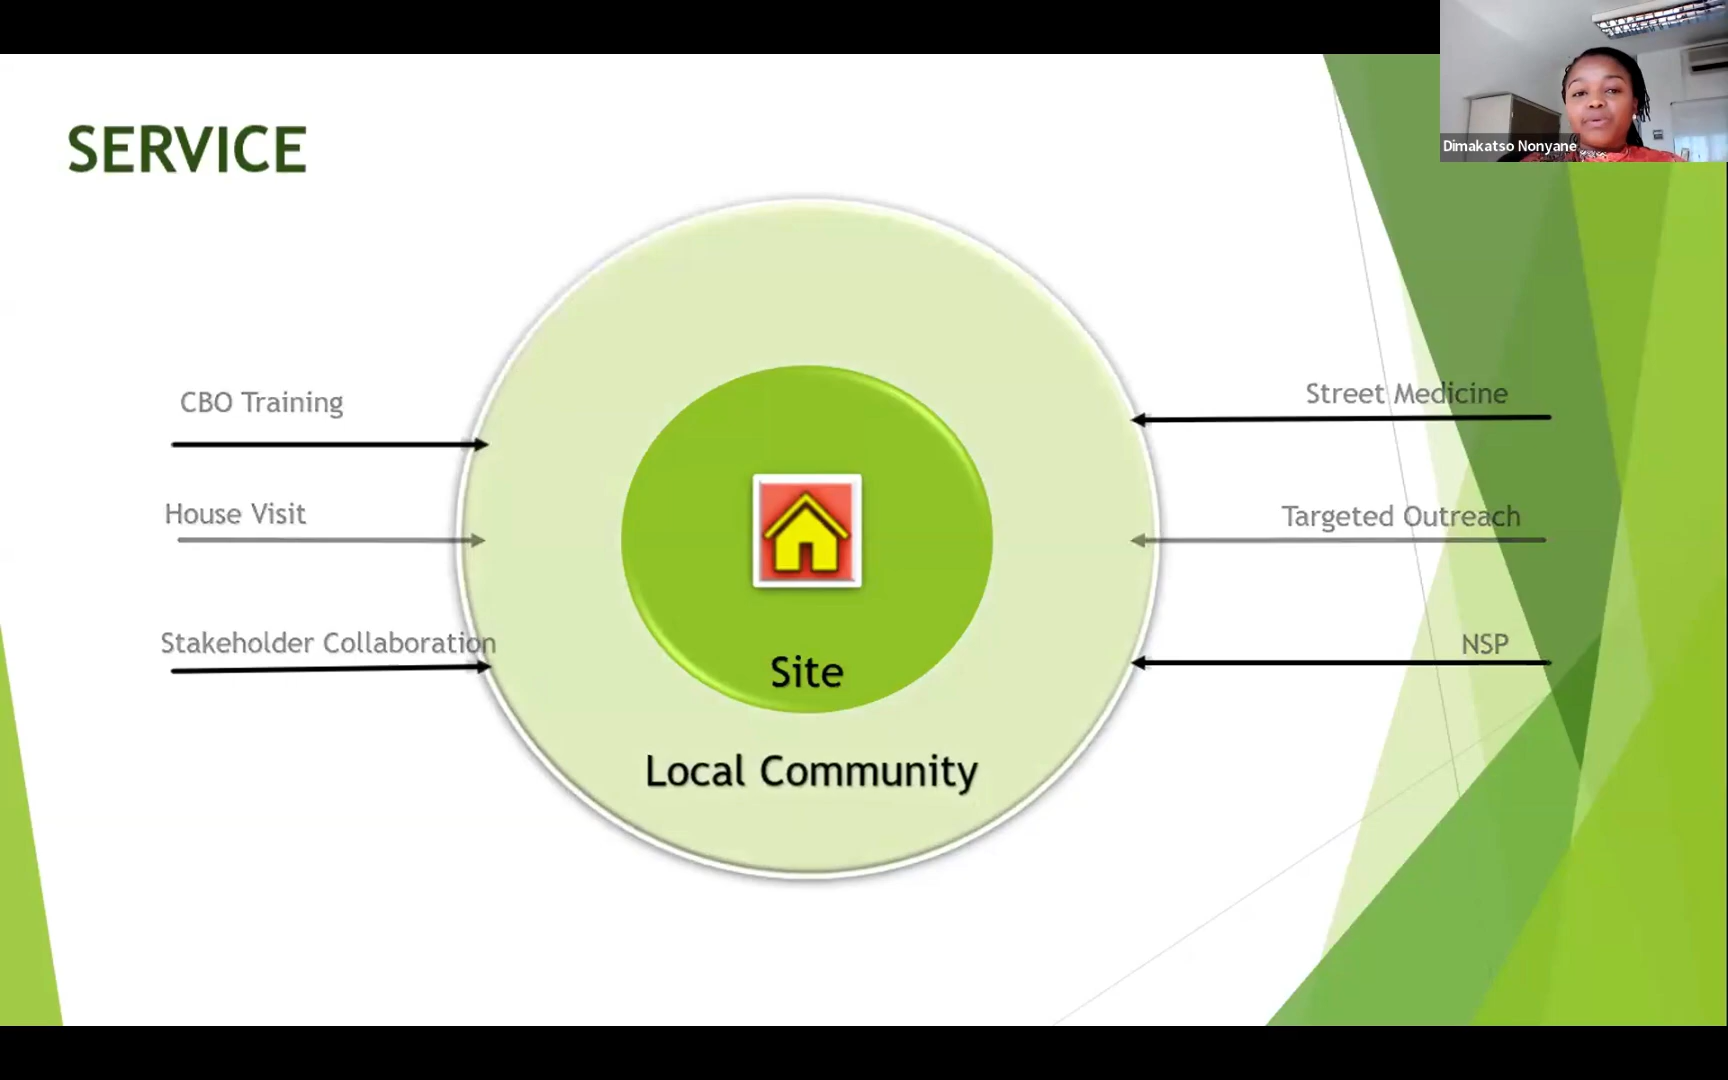 Dimakatso Nonyane
SERVICE
CBO Training
House Visit
Stakeholder Collaboration
Street Medicine
Targeted Outreach
NSP
Site
Local Community